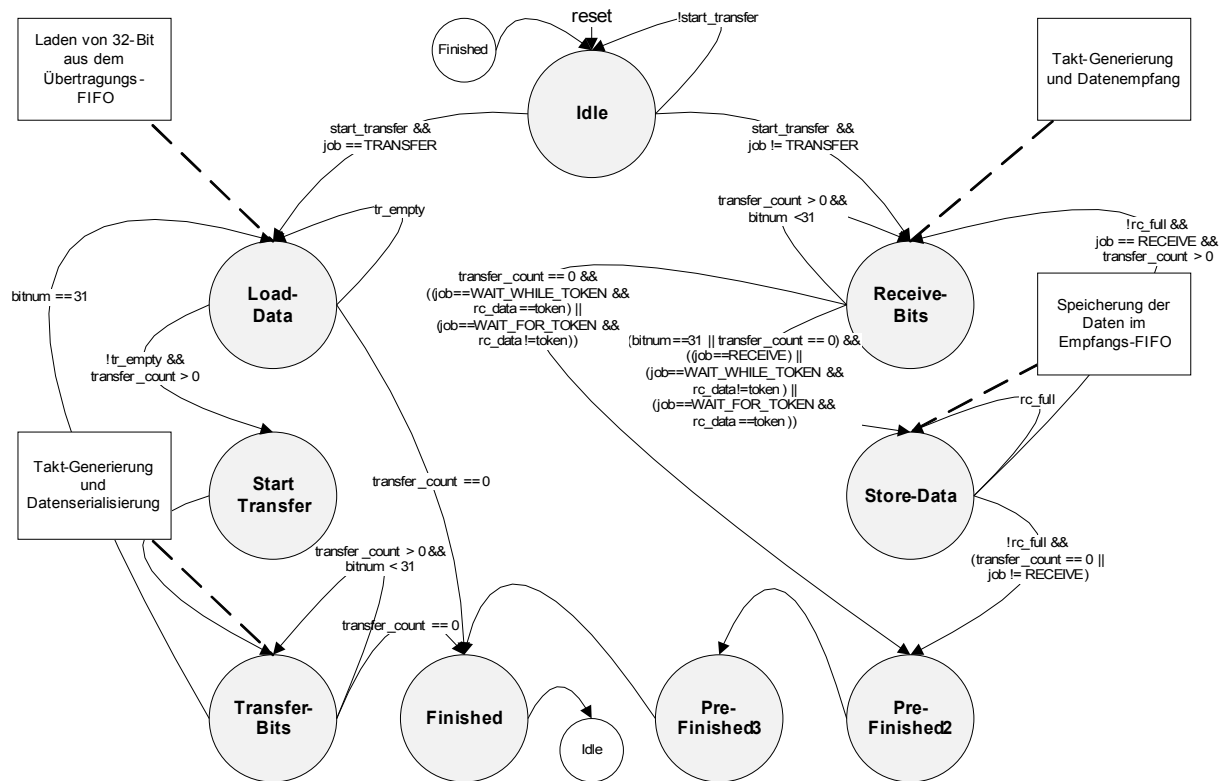 reset
!start_transfer
Finished
Laden von 32-Bit
aus dem
Übertragungs-
FIFO
Takt-Generierung
und Datenempfang
Idle
start_transfer &&
job == TRANSFER
start_transfer &&
job != TRANSFER
tr_empty
transfer_count > 0 &&
bitnum <31
!rc_full &&
job == RECEIVE &&
transfer_count > 0
bitnum == 31
Load-
Data
transfer_count == 0 &&
((job==WAIT_WHILE_TOKEN &&
rc_data ==token) ||
(job==WAIT_FOR_TOKEN &&
rc_data !=token))
Receive-
Bits
Speicherung der
Daten im
Empfangs-FIFO
!tr_empty &&
transfer_count > 0
(bitnum==31 || transfer_count == 0) &&
((job==RECEIVE) ||
(job==WAIT_WHILE_TOKEN &&
rc_data!=token) ||
(job==WAIT_FOR_TOKEN &&
rc_data ==token ))
rc_full
Takt-Generierung
und
Datenserialisierung
Start
Transfer
transfer_count == 0
Store-Data
transfer_count > 0 &&
bitnum < 31
!rc_full &&
(transfer_count == 0 ||
job != RECEIVE)
transfer_count == 0
Transfer-
Bits
Finished
Idle
Pre-
Finished3
Pre-
Finished2